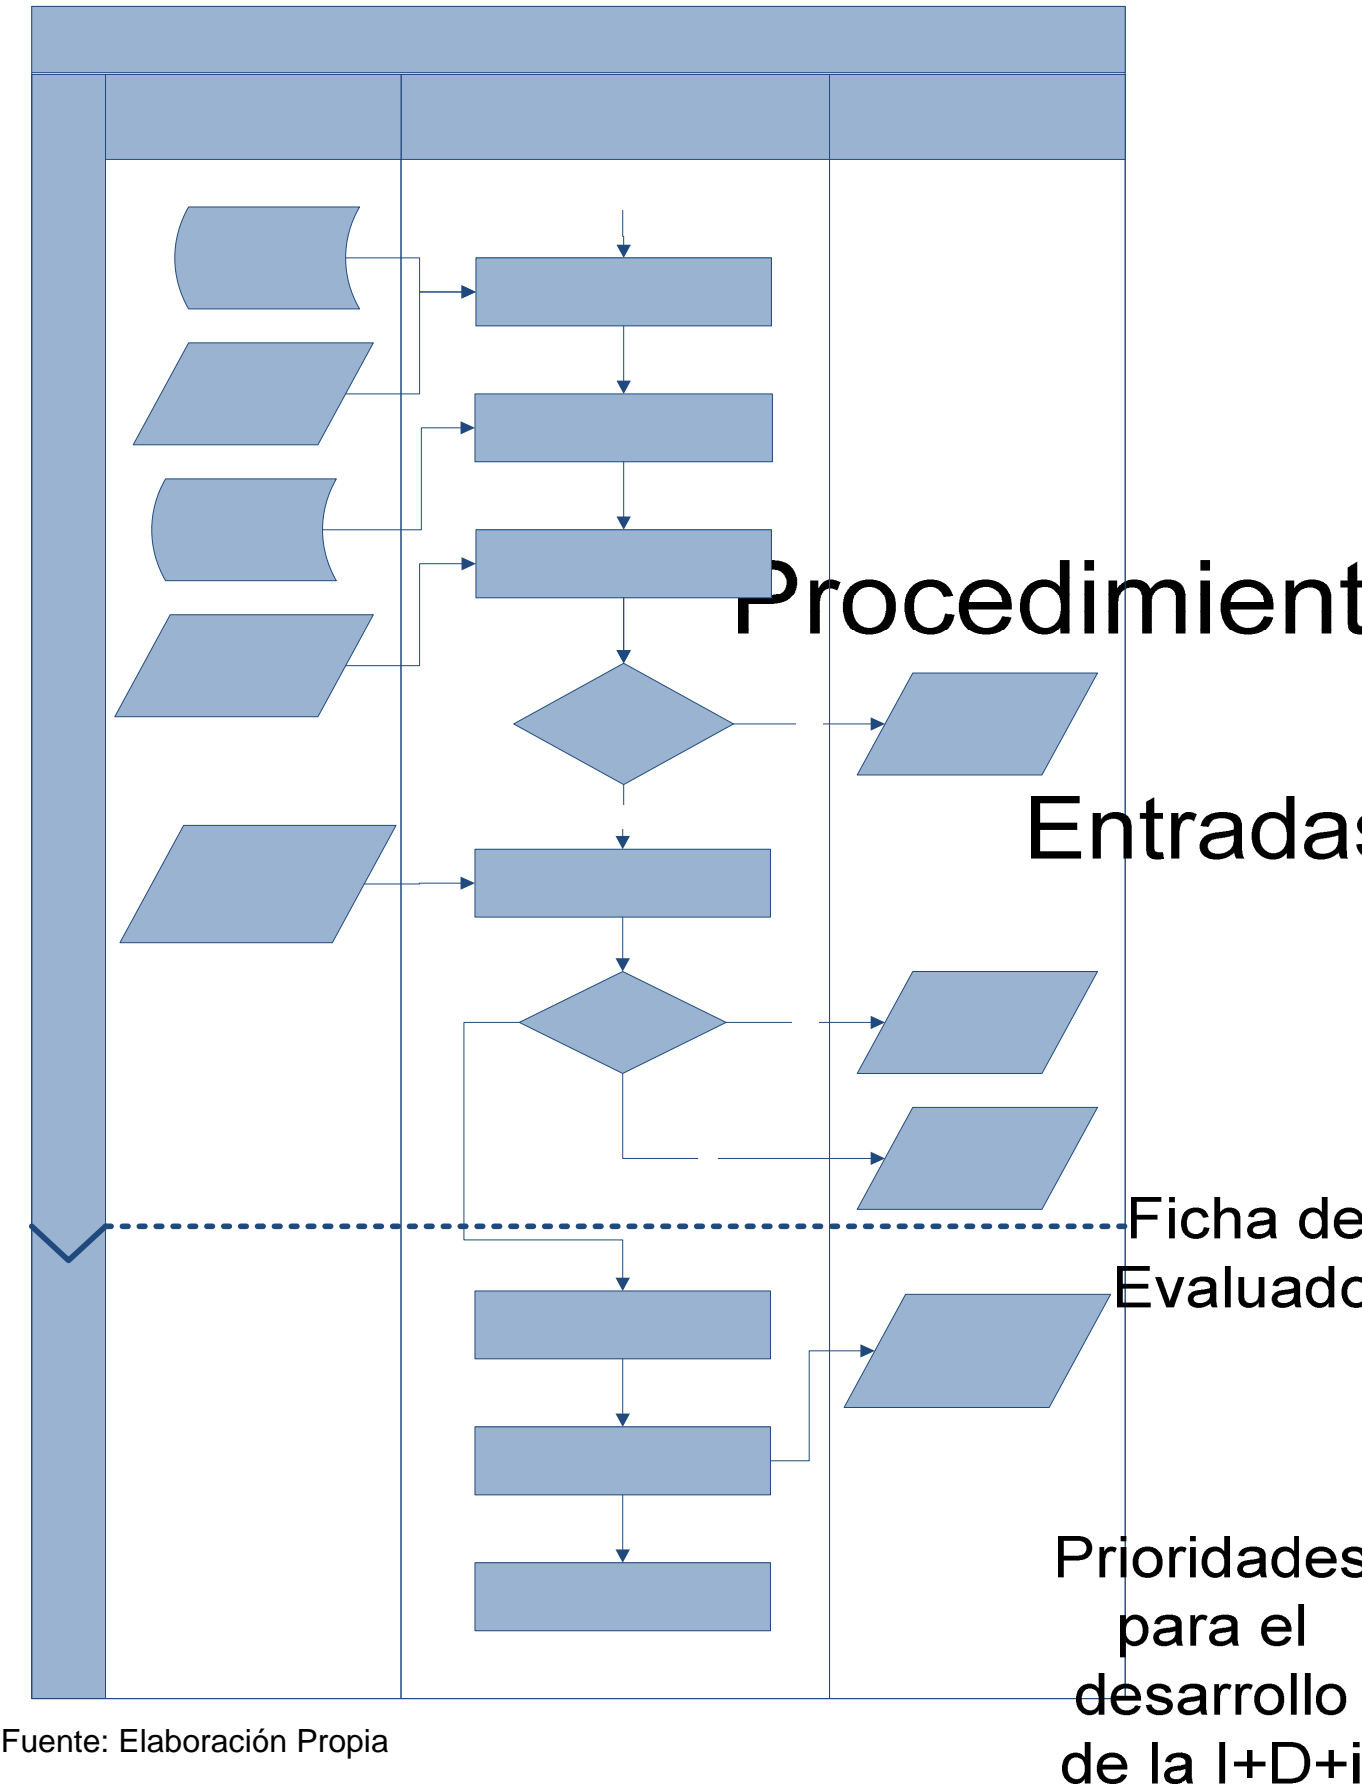 Procedimient
Entradas
Ficha de
Evaluado
Prioridades
para el
desarrollo
de la I+D+i
Fuente: Elaboración Propia